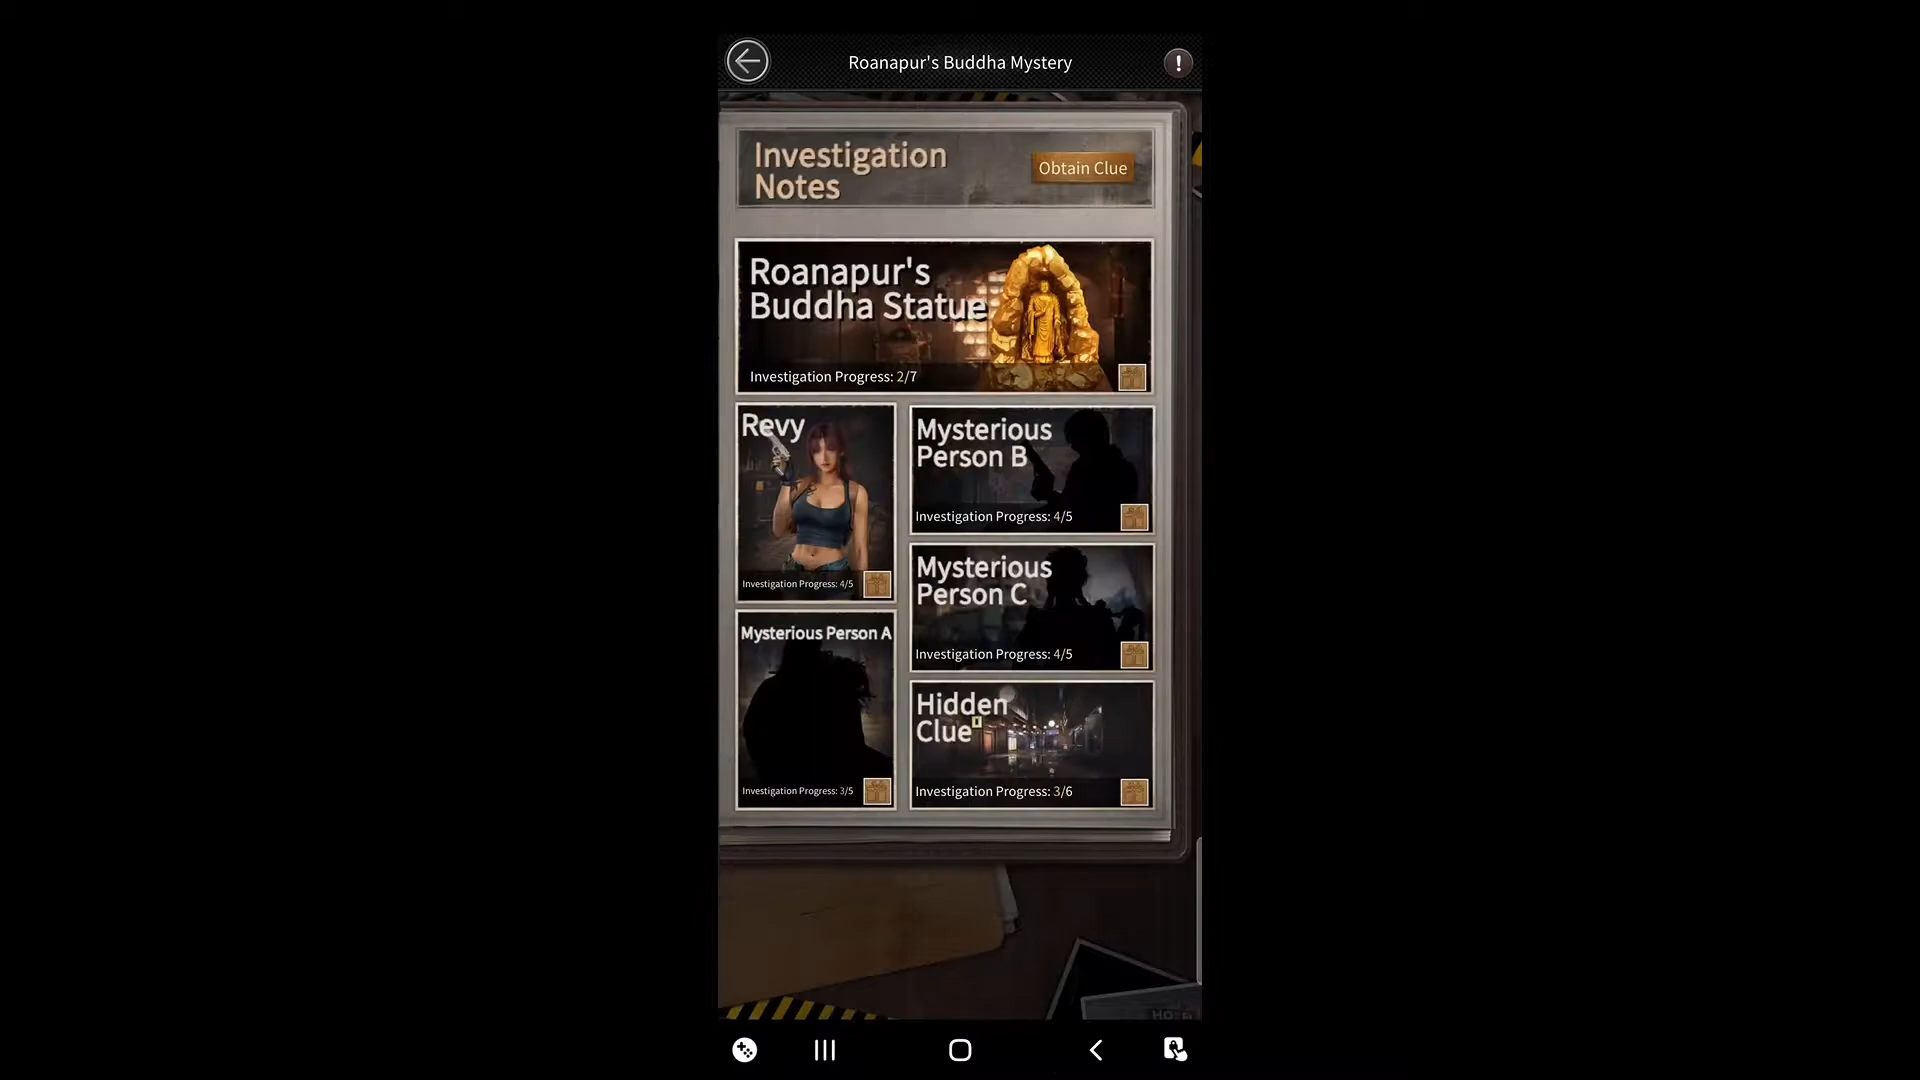 Roanapur's Buddha Mystery
Investigation
Notes
Obtain Clue
Roanapur's
Buddha Statue
Investigation Progress: 2/7
Revy
Investigation Progress: 4/5
Mysterious
Person B
Investigation Progress: 4/5
Mysterious
Person C
Investigation Progress: 4/5
Mysterious Person A
Investigation Progress: 3/5
Hidden
Clue
Investigation Progress: 3/6